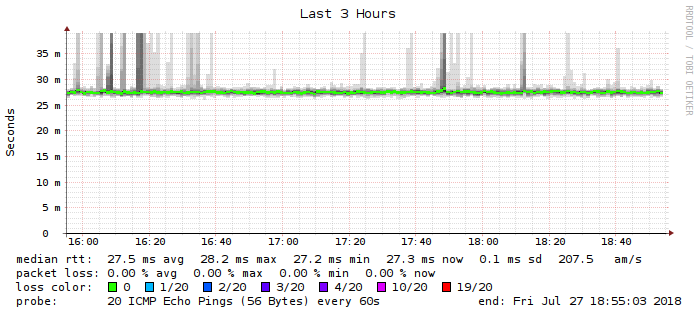 Last 3 Hours
RRDTOOL / TOBI OETIKER
Seconds
35 m
30 m
25 m
20 m
15 m
10 m
5 m
0
16:00 16:20 16:40 17:00 17:20 17:40 18:00 18:20 18:40
median rtt: 27.5 ms avg 28.2 ms max 27.2 ms min 27.3 ms now 0.1 ms sd 207.5 am/s
packet loss: 0.00 % avg 0.00 % max 0.00 % min 0.00 % now
loss color: 0 1/20 2/20 3/20 4/20 10/20 19/20
probe: 20 ICMP Echo Pings (56 Bytes) every 60s end: Fri Jul 27 18:55:03 2018